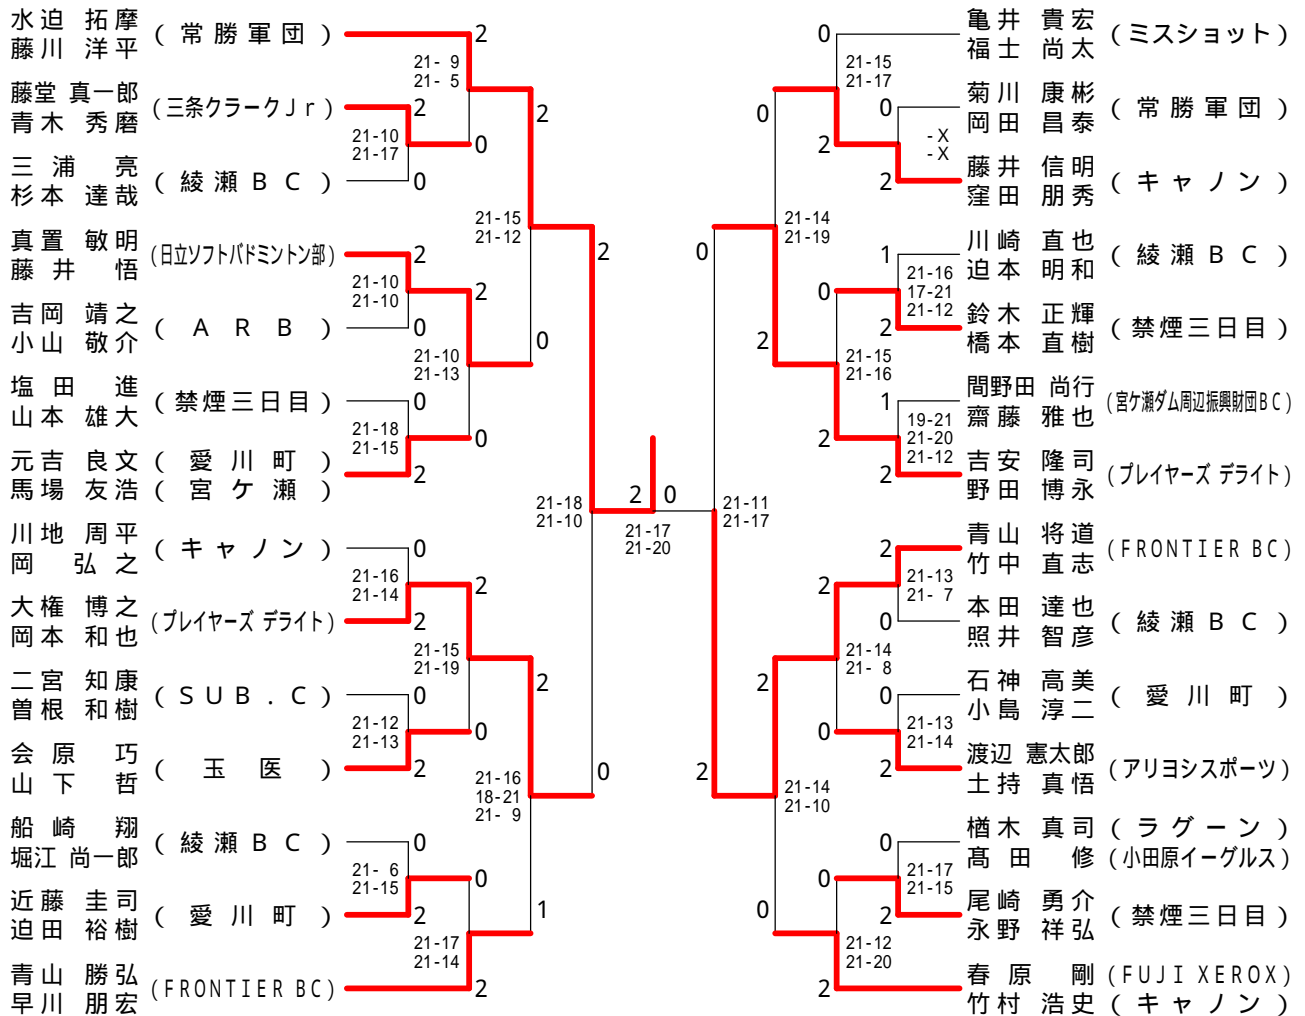 水迫 拓摩
藤川 洋平
(常勝軍団)
2
21- 9
21- 5
藤堂 真一郎
青木 秀磨
(三条クラークJr)
2
21-10
21-17
0
2
三浦 亮
杉本 達哉
(綾瀬BC)
0
21-15
21-12
真置 敏明
藤井 悟
(日立ソフトバドミントン部)
2
21-10
21-10
2
2
吉岡 靖之
小山 敬介
(ARB)
0
21-10
21-13
0
塩田 進
山本 雄大
(禁煙三日目)
0
21-18
21-15
0
元吉 良文 (愛川町)
馬場 友浩 (宮ケ瀬)
2
21-18
21-10
川地 周平
岡 弘之
(キャノン)
0
21-16
21-14
2
大権 博之
岡本 和也
(プレイヤーズ デライト)
2
21-15
21-19
2
二宮 知康
曽根 和樹
(SUB.C)
0
21-12
21-13
0
会原 巧
山下 哲
(玉医)
2
21-16
18-21
21- 9
0
船崎 翔
堀江 尚一郎
(綾瀬BC)
0
21- 6
21-15
0
近藤 圭司
迫田 裕樹
(愛川町)
2
21-17
21-14
1
青山 勝弘
早川 朋宏
(FRONTIER BC)
2
2 0
21-17
21-20
0
亀井 貴宏
福士 尚太
(ミスショット)
21-15
21-17
0
0
菊川 康彬
岡田 昌泰
(常勝軍団)
-X
-X
2
2
藤井 信明
窪田 朋秀
(キャノン)
21-14
21-19
0
1
川崎 直也
迫本 明和
(綾瀬BC)
21-16
17-21
21-12
0
2
鈴木 正輝
橋本 直樹
(禁煙三日目)
2
21-15
21-16
1
間野田 尚行
齋藤 雅也
(宮ケ瀬ダム周辺振興財団BC)
19-21
21-20
21-12
2
2
吉安 隆司
野田 博永
(プレイヤーズ デライト)
21-11
21-17
2
青山 将道
竹中 直志
(FRONTIER BC)
21-13
21- 7
2
0
本田 達也
照井 智彦
(綾瀬BC)
21-14
21- 8
2
0
石神 高美
小島 淳二
(愛川町)
21-13
21-14
0
2
渡辺 憲太郎
土持 真悟
(アリヨシスポーツ)
2
21-14
21-10
0
楢木 真司 (ラグーン)
髙田 修 (小田原イーグルス)
21-17
21-15
0
2
尾崎 勇介
永野 祥弘
(禁煙三日目)
0
21-12
21-20
2
春原 剛 (FUJI XEROX)
竹村 浩史 (キャノン)